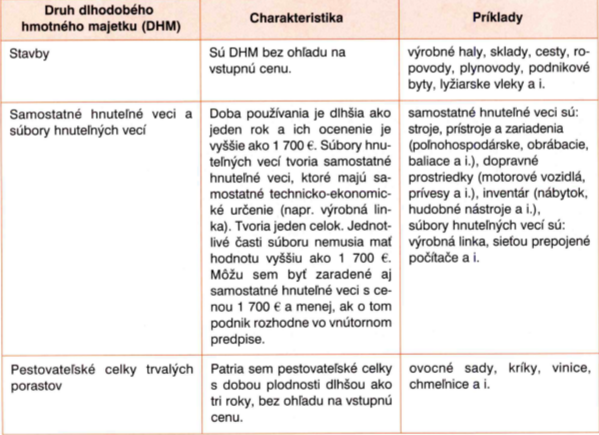 Druh dlhodobého
hmotného majetku (DHM)
Charakteristika
Príklady
Stavby
Sú DHM bez ohľadu na
vstupnú cenu.
výrobné haly, sklady, cesty, ro-
povody, plynovody, podnikové
byty, lyžiarske vleky a i.
Samostatné hnuteľné veci a
súbory hnuteľných vecí
Doba používania je dlhšia ako
jeden rok a ich ocenenie je
vyššie ako 1 700 €. Súbory hnu-
teľných vecí tvoria samostatné
hnuteľné veci, ktoré majú sa-
mostatné technicko-ekonomic-
ké určenie (napr. výrobná lin-
ka). Tvoria jeden celok. Jednot-
livé časti súboru nemusia mať
hodnotu vyššiu ako 1 700 €.
Môžu sem byť zaradené aj
samostatné hnuteľné veci s ce-
nou 1 700 € a menej, ak o tom
podnik rozhodne vo vnútornom
predpise.
samostatné hnuteľné veci sú:
stroje, prístroje a zariadenia
(poľnohospodárske, obrábacie,
baliace a i.), dopravné
prostriedky (motorové vozidlá,
prívesy a i.), inventár (nábytok,
hudobné nástroje a i.),
súbory hnuteľných vecí sú:
výrobná linka, sieťou prepojené
počítače a i.
Pestovateľské celky trvalých
porastov
Patria sem pestovateľské celky
s dobou plodnosti dlhšou ako
tri roky, bez ohľadu na vstupnú
cenu.
ovocné sady, kríky, vinice,
chmeľnice a i.